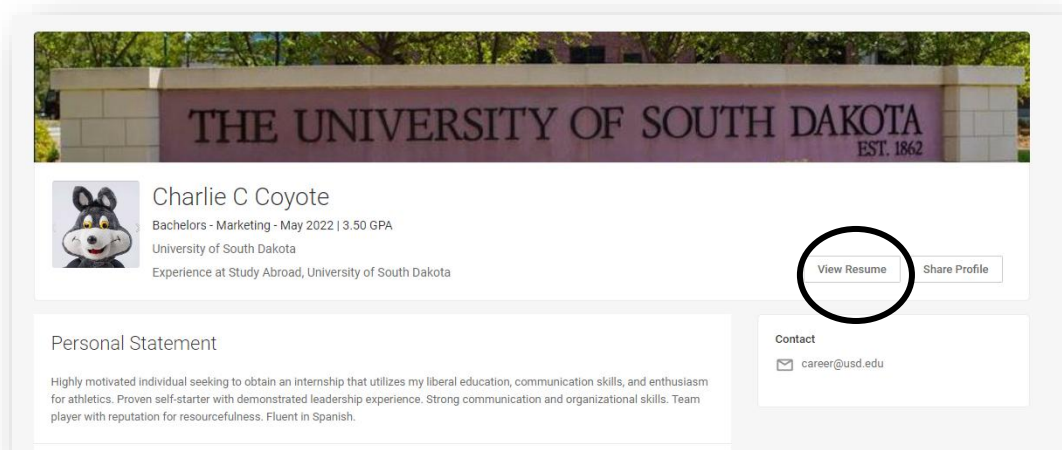 THE UNIVERSITY OF SOUTH DAKOTA
EST. 1862
Charlie C Coyote
Bachelors - Marketing - May 2022 | 3.50 GPA
University of South Dakota
Experience at Study Abroad, University of South Dakota
View Resume
Share Profile
Personal Statement
Highly motivated individual seeking to obtain an internship that utilizes my liberal education, communication skills, and enthusiasm
for athletics. Proven self-starter with demonstrated leadership experience. Strong communication and organizational skills. Team
player with reputation for resourcefulness. Fluent in Spanish.
Contact
career@usd.edu